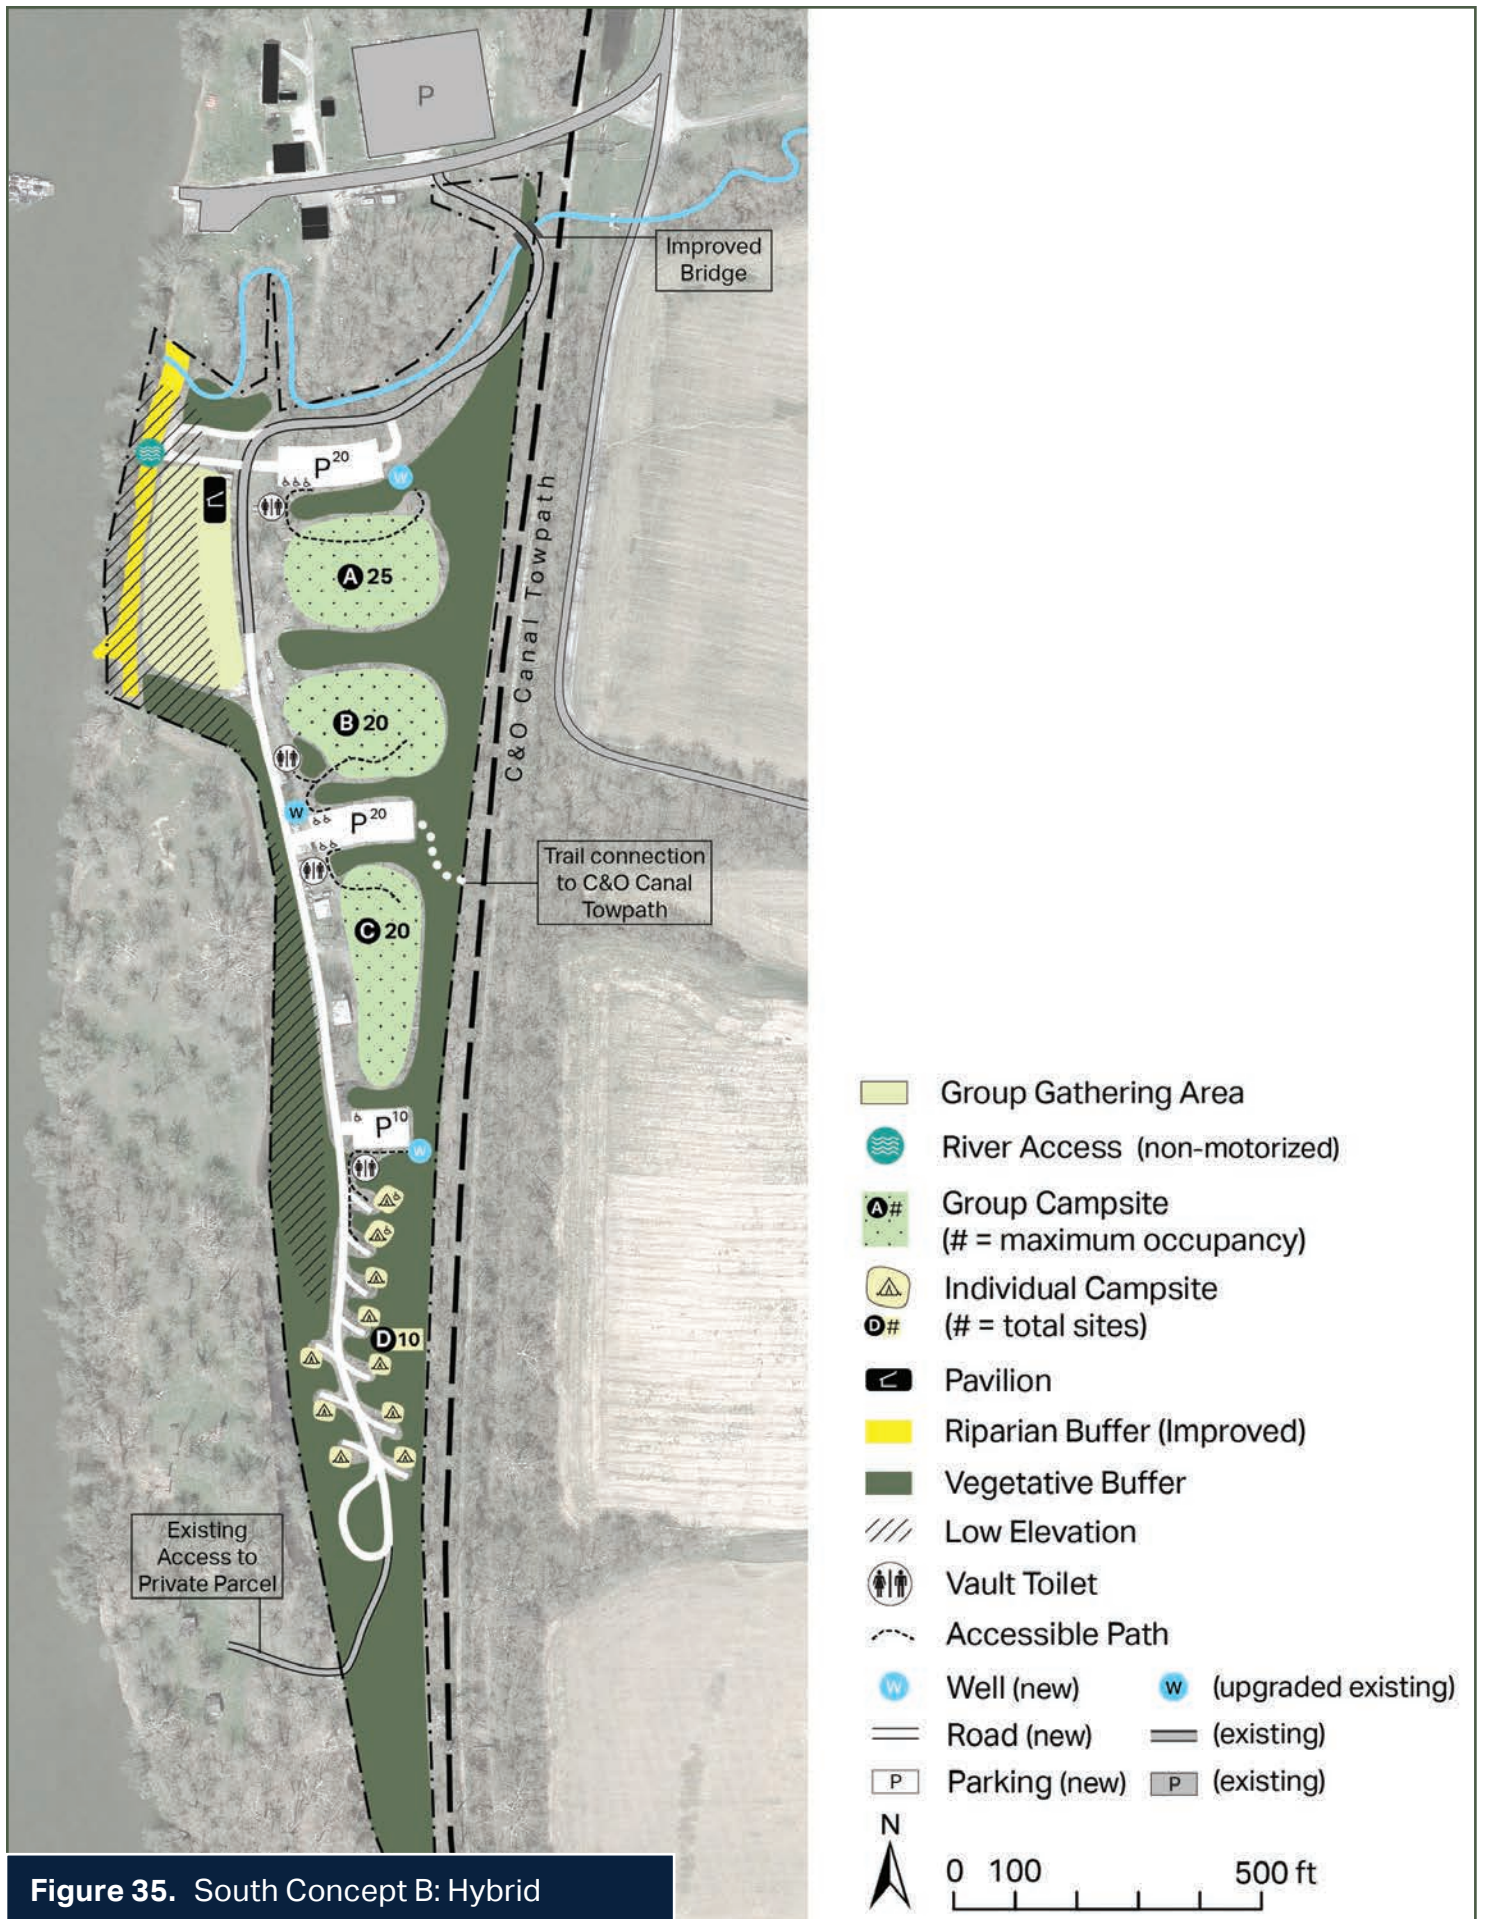 P
Improved
Bridge
P20
W
A 25
C&O Canal Towpath
B 20
W
P20
Trail connection
to C&O Canal
Towpath
C 20
P10
W
D 10
Existing
Access to
Private Parcel
Group Gathering Area
River Access (non-motorized)
A# Group Campsite
(# = maximum occupancy)
Individual Campsite
D# (# = total sites)
Pavilion
Riparian Buffer (Improved)
Vegetative Buffer
Low Elevation
Vault Toilet
Accessible Path
W Well (new) W (upgraded existing)
Road (new) (existing)
P Parking (new) P (existing)
N
0 100 500 ft
Figure 35. South Concept B: Hybrid